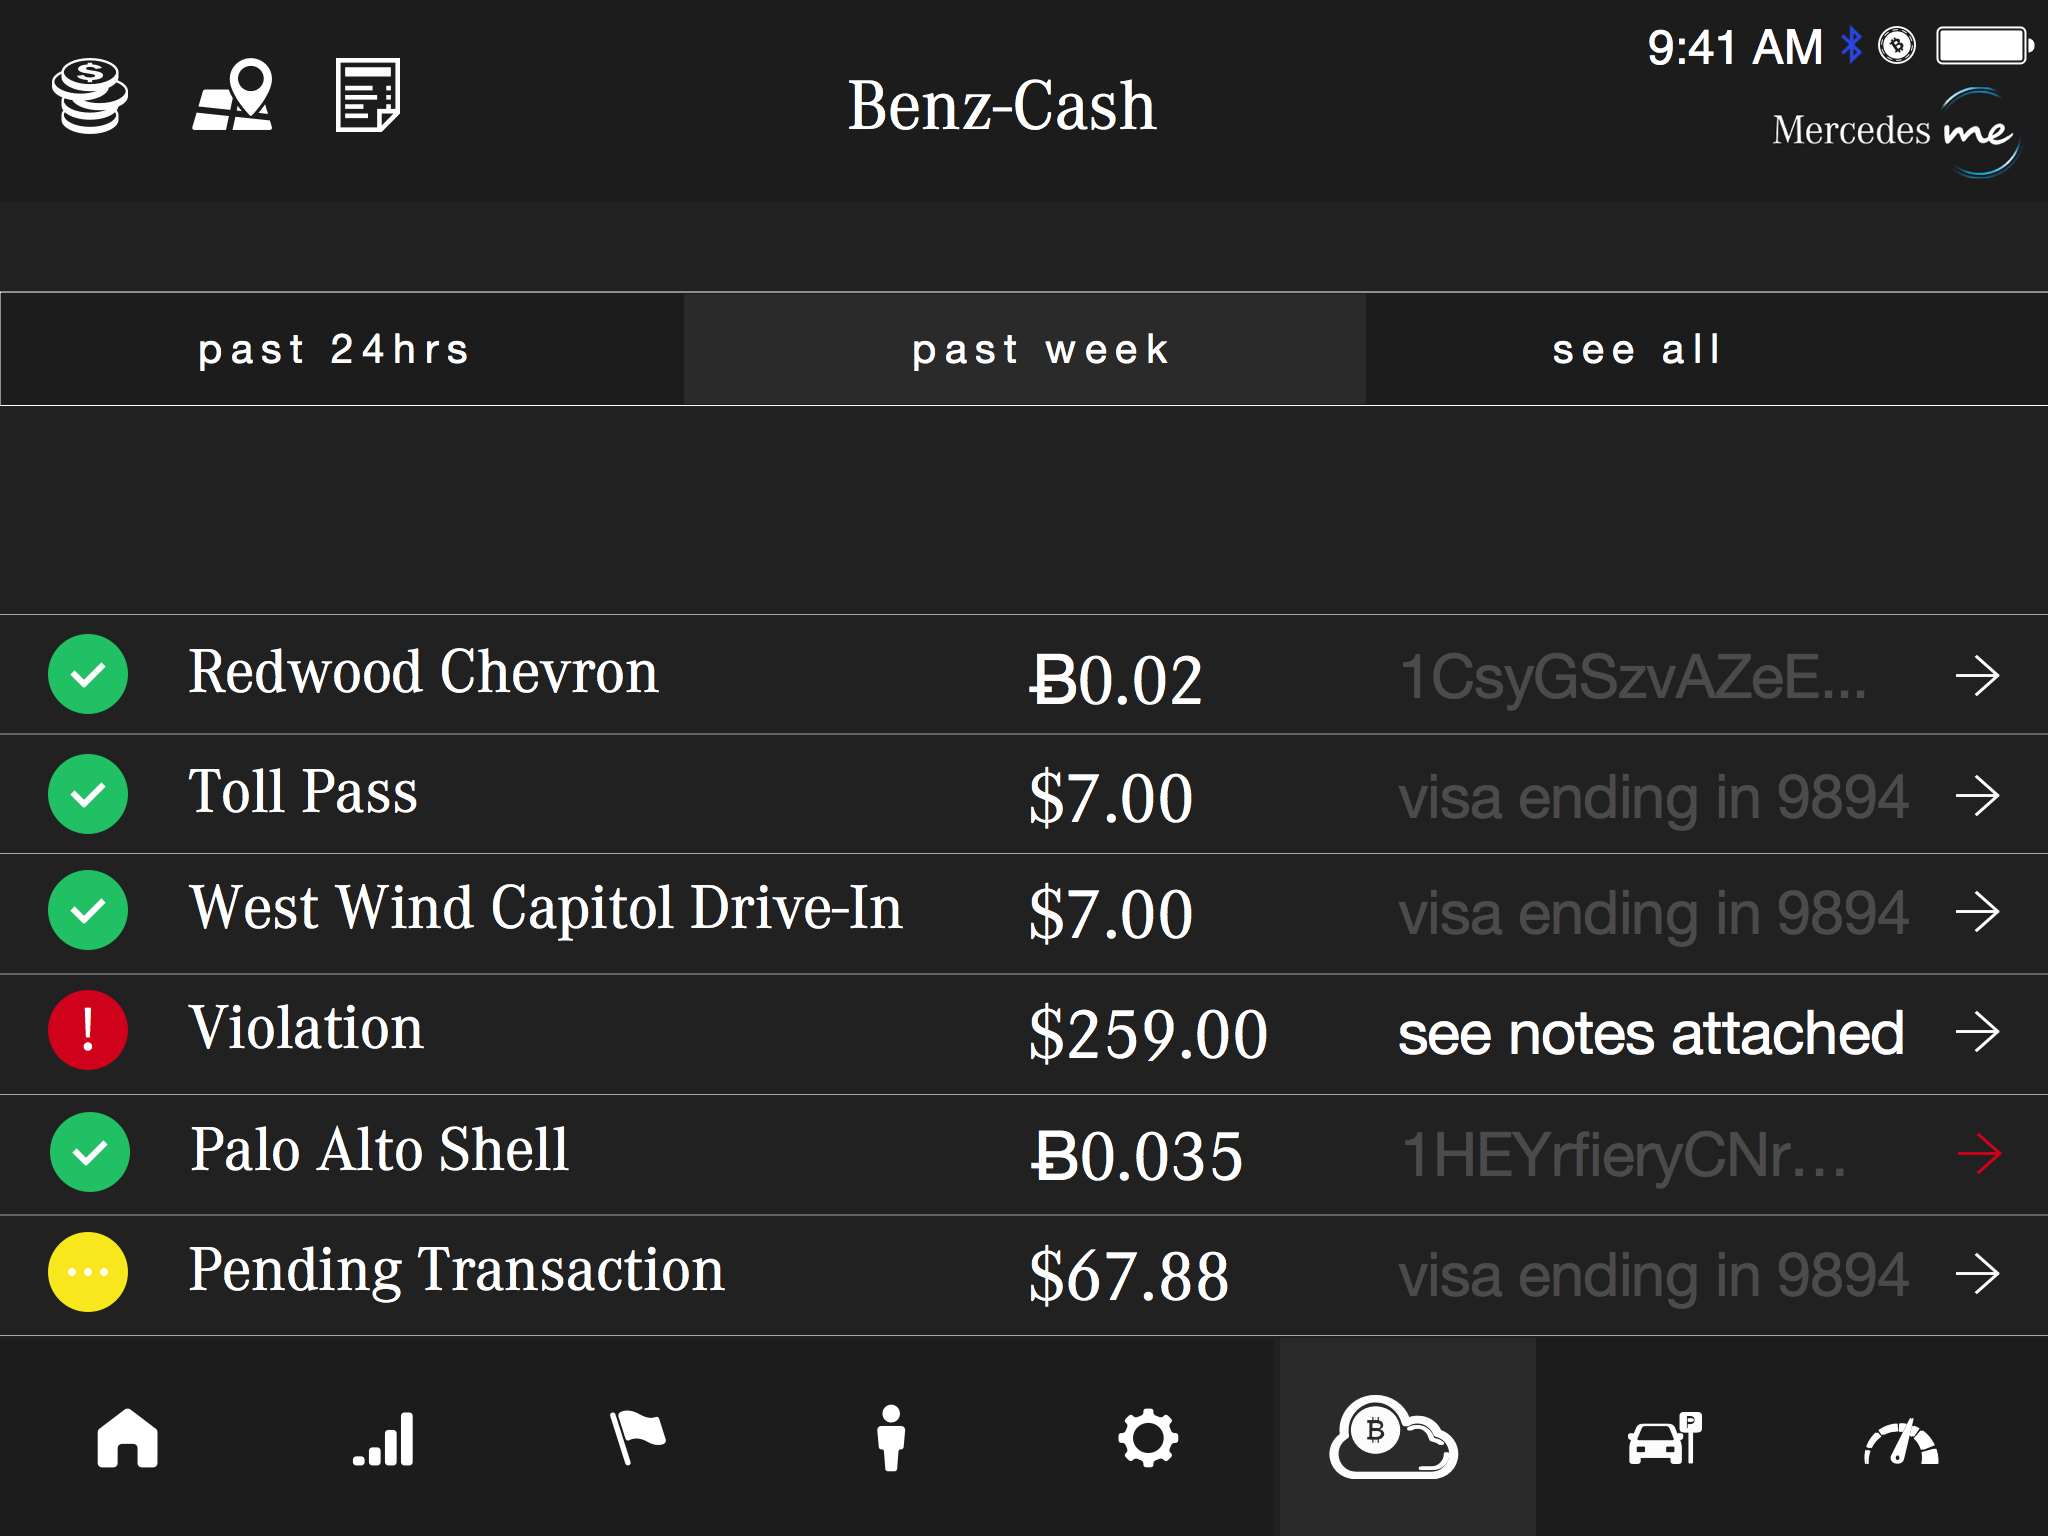 9:41 AM
Benz-Cash
Mercedes me
past 24hrs
past week
see all
Redwood Chevron Ƀ0.02 1CsyGSzvAZeE...
Toll Pass $7.00 visa ending in 9894
West Wind Capitol Drive-In $7.00 visa ending in 9894
! Violation $259.00 see notes attached
Palo Alto Shell Ƀ0.035 1HEYrfieryCNr...
Pending Transaction $67.88 visa ending in 9894